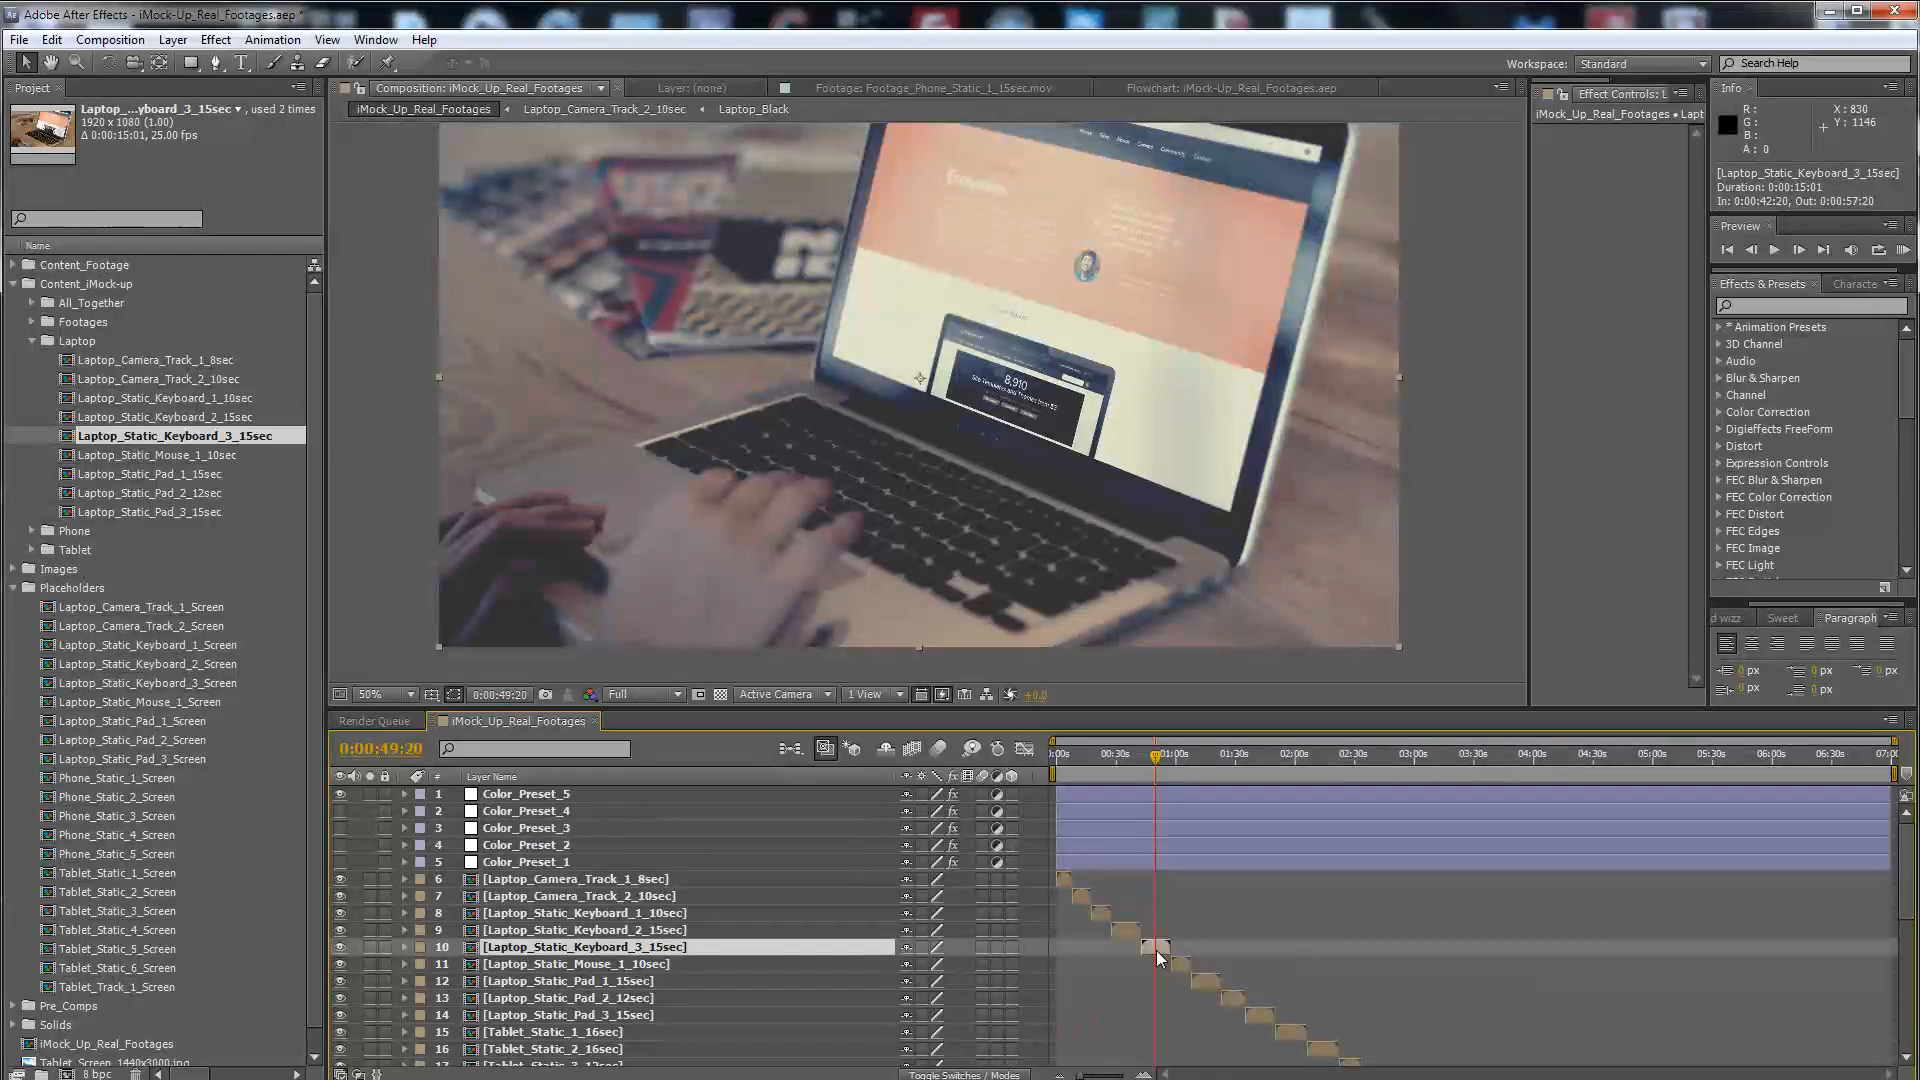 Adobe After Effects - iMock-Up_Real_Footages.aep *
File Edit Composition Layer Effect Animation View Window Help
Workspace: Standard Search Help
Project
Laptop_...yboard_3_15sec ▾ , used 2 times
1920 x 1080 (1.00)
Δ 0:00:15:01, 25.00 fps
Name
Content_Footage
Content_iMock-up
All_Together
Footages
Laptop
Laptop_Camera_Track_1_8sec
Laptop_Camera_Track_2_10sec
Laptop_Static_Keyboard_1_10sec
Laptop_Static_Keyboard_2_15sec
Laptop_Static_Keyboard_3_15sec
Laptop_Static_Mouse_1_10sec
Laptop_Static_Pad_1_15sec
Laptop_Static_Pad_2_12sec
Laptop_Static_Pad_3_15sec
Phone
Tablet
Images
Placeholders
Laptop_Camera_Track_1_Screen
Laptop_Camera_Track_2_Screen
Laptop_Static_Keyboard_1_Screen
Laptop_Static_Keyboard_2_Screen
Laptop_Static_Keyboard_3_Screen
Laptop_Static_Mouse_1_Screen
Laptop_Static_Pad_1_Screen
Laptop_Static_Pad_2_Screen
Laptop_Static_Pad_3_Screen
Phone_Static_1_Screen
Phone_Static_2_Screen
Phone_Static_3_Screen
Phone_Static_4_Screen
Phone_Static_5_Screen
Tablet_Static_1_Screen
Tablet_Static_2_Screen
Tablet_Static_3_Screen
Tablet_Static_4_Screen
Tablet_Static_5_Screen
Tablet_Static_6_Screen
Tablet_Track_1_Screen
Pre_Comps
Solids
iMock_Up_Real_Footages
Tablet_Screen_1440x3000.jpg
8 bpc
Composition: iMock_Up_Real_Footages Layer: (none) Footage: Footage_Phone_Static_1_15sec.mov Flowchart: iMock-Up_Real_Footages.aep
iMock_Up_Real_Footages Laptop_Camera_Track_2_10sec Laptop_Black
8,910
50% 0:00:49:20 Full Active Camera 1 View +0.0
Effect Controls: L
iMock_Up_Real_Footages • Lapt
Info
R: X : 830
G: Y : 1146
B:
A : 0
[Laptop_Static_Keyboard_3_15sec]
Duration: 0:00:15:01
In: 0:00:42:20, Out: 0:00:57:20
Preview
Effects & Presets Characte
* Animation Presets
3D Channel
Audio
Blur & Sharpen
Channel
Color Correction
Digieffects FreeForm
Distort
Expression Controls
FEC Blur & Sharpen
FEC Color Correction
FEC Distort
FEC Edges
FEC Image
FEC Light
d wizz Sweet Paragraph
0 px 0 px 0 px
0 px 0 px
Render Queue iMock_Up_Real_Footages
0:00:49:20
:00s 00:30s 01:00s 01:30s 02:00s 02:30s 03:00s 03:30s 04:00s 04:30s 05:00s 05:30s 06:00s 06:30s 07:0
# Layer Name
1 Color_Preset_5
2 Color_Preset_4
3 Color_Preset_3
4 Color_Preset_2
5 Color_Preset_1
6 [Laptop_Camera_Track_1_8sec]
7 [Laptop_Camera_Track_2_10sec]
8 [Laptop_Static_Keyboard_1_10sec]
9 [Laptop_Static_Keyboard_2_15sec]
10 [Laptop_Static_Keyboard_3_15sec]
11 [Laptop_Static_Mouse_1_10sec]
12 [Laptop_Static_Pad_1_15sec]
13 [Laptop_Static_Pad_2_12sec]
14 [Laptop_Static_Pad_3_15sec]
15 [Tablet_Static_1_16sec]
16 [Tablet_Static_2_16sec]
Toggle Switches / Modes